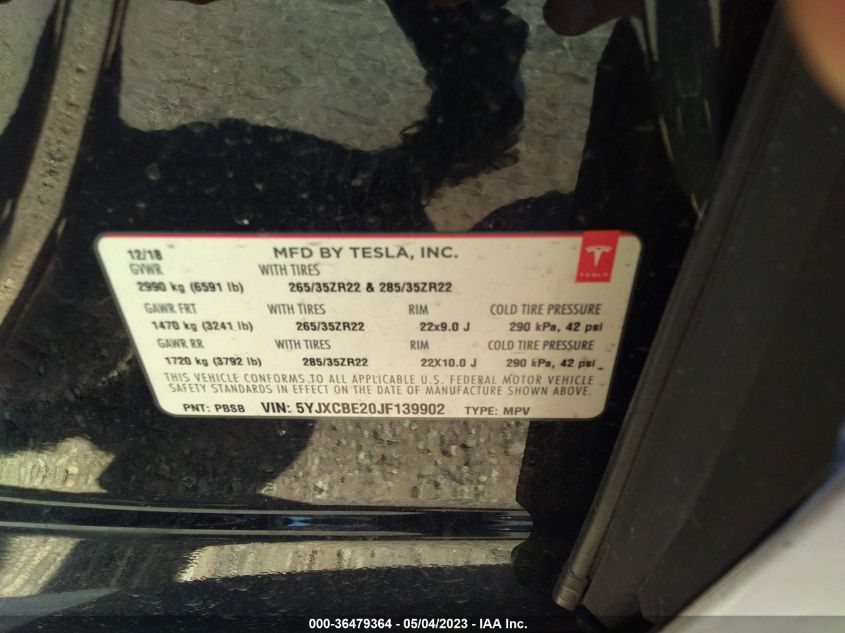 12/18 MFD BY TESLA, INC.
GVWR WITH TIRES
2990 kg (6591 lb) 265/35ZR22 & 285/35ZR22
GAWR FRT WITH TIRES RIM COLD TIRE PRESSURE
1470 kg (3241 lb) 265/35ZR22 22x9.0 J 290 kPa, 42 psi
GAWR RR WITH TIRES RIM COLD TIRE PRESSURE
1720 kg (3792 lb) 285/35ZR22 22X10.0 J 290 kPa, 42 psi
THIS VEHICLE CONFORMS TO ALL APPLICABLE U.S. FEDERAL MOTOR VEHICLE
SAFETY STANDARDS IN EFFECT ON THE DATE OF MANUFACTURE SHOWN ABOVE.
PNT: PBSB VIN: 5YJXCBE20JF139902 TYPE: MPV
TESLA
000-36479364 - 05/04/2023 - IAA Inc.